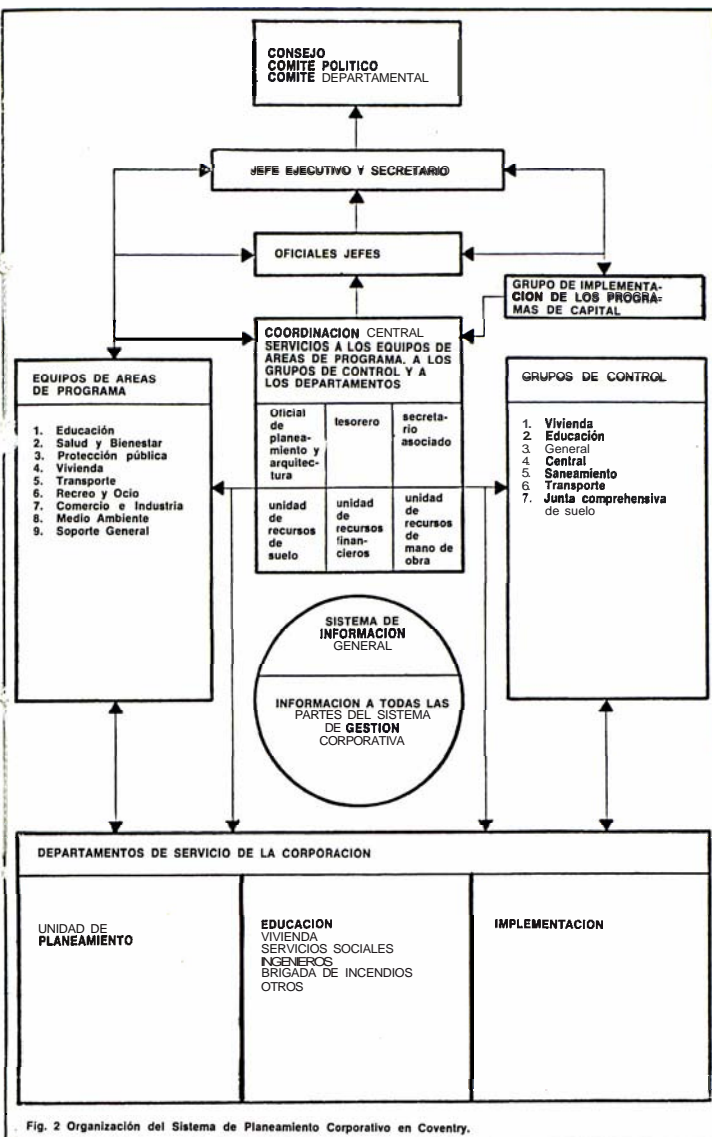 CONSEJO
COMITE POLITICO
COMITE DEPARTAMENTAL
JEFE EJECUTIVO Y SECRETARIO
OFICIALES JEFES
GRUPO DE IMPLEMENTA-
CION DE LOS PROGRA-
MAS DE CAPITAL
COORDINACION CENTRAL
SERVICIOS A LOS EQUIPOS DE
AREAS DE PROGRAMA. A LOS
GRUPOS DE CONTROL Y A
LOS DEPARTAMENTOS
Oficial
de
planea-
miento y
arquitec-
tura
tesorero
secreta-
rio
asociado
unidad
de
recursos
de
suelo
unidad
de
recursos
finan-
cieros
unidad
de
recursos
de
mano de
obra
EQUIPOS DE AREAS
DE PROGRAMA
1. Educación
2. Salud y Bienestar
3. Protección pública
4. Vivienda
5. Transporte
6. Recreo y Ocio
7. Comercio e Industria
8. Medio Ambiente
9. Soporte General
GRUPOS DE CONTROL
1. Vivienda
2. Educación
3. General
4. Central
5. Saneamiento
6. Transporte
7. Junta comprehensiva
de suelo
SISTEMA DE
INFORMACION
GENERAL
INFORMACION A TODAS LAS
PARTES DEL SISTEMA
DE GESTION
CORPORATIVA
DEPARTAMENTOS DE SERVICIO DE LA CORPORACION
UNIDAD DE
PLANEAMIENTO
EDUCACION
VIVIENDA
SERVICIOS SOCIALES
INGENIEROS
BRIGADA DE INCENDIOS
OTROS
IMPLEMENTACION
Fig. 2 Organización del Sistema de Planeamiento Corporativo en Coventry.